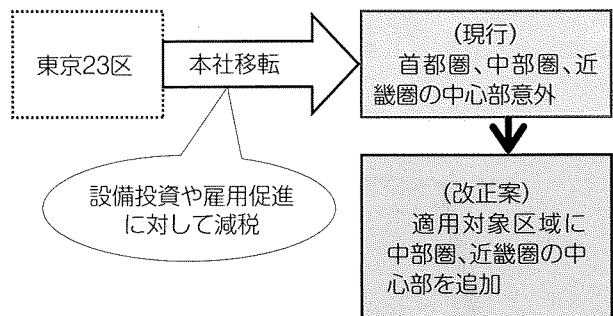 東京23区
本社移転
(現行)
首都圏、中部圏、近
畿圏の中心部意外
設備投資や雇用促進
に対して減税
(改正案)
適用対象区域に
中部圏、近畿圏の中
心部を追加